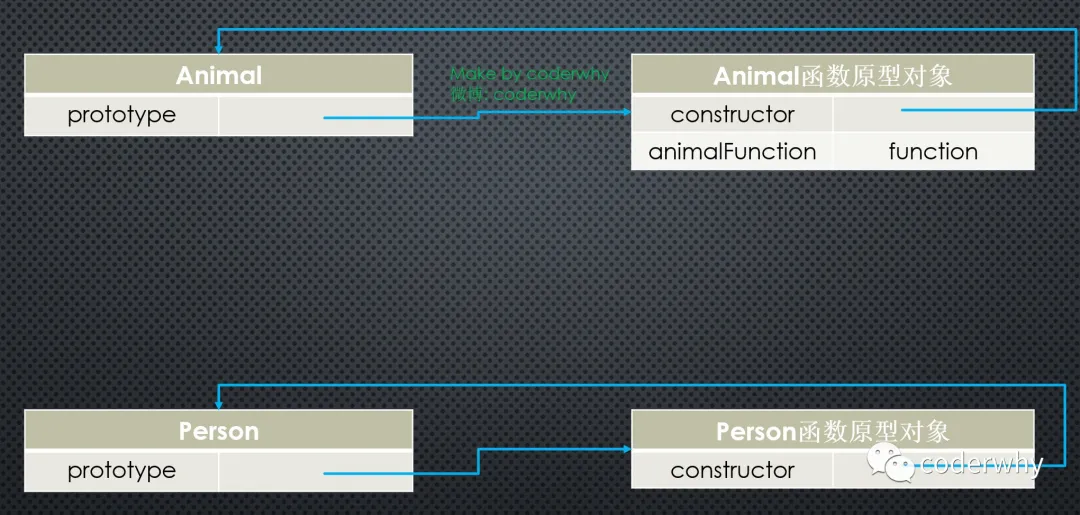 Animal
prototype
Make by coderwhy
微博: coderwhy
Animal函数原型对象
constructor
animalFunction function
Person
prototype
Person函数原型对象
constructor
coderwhy